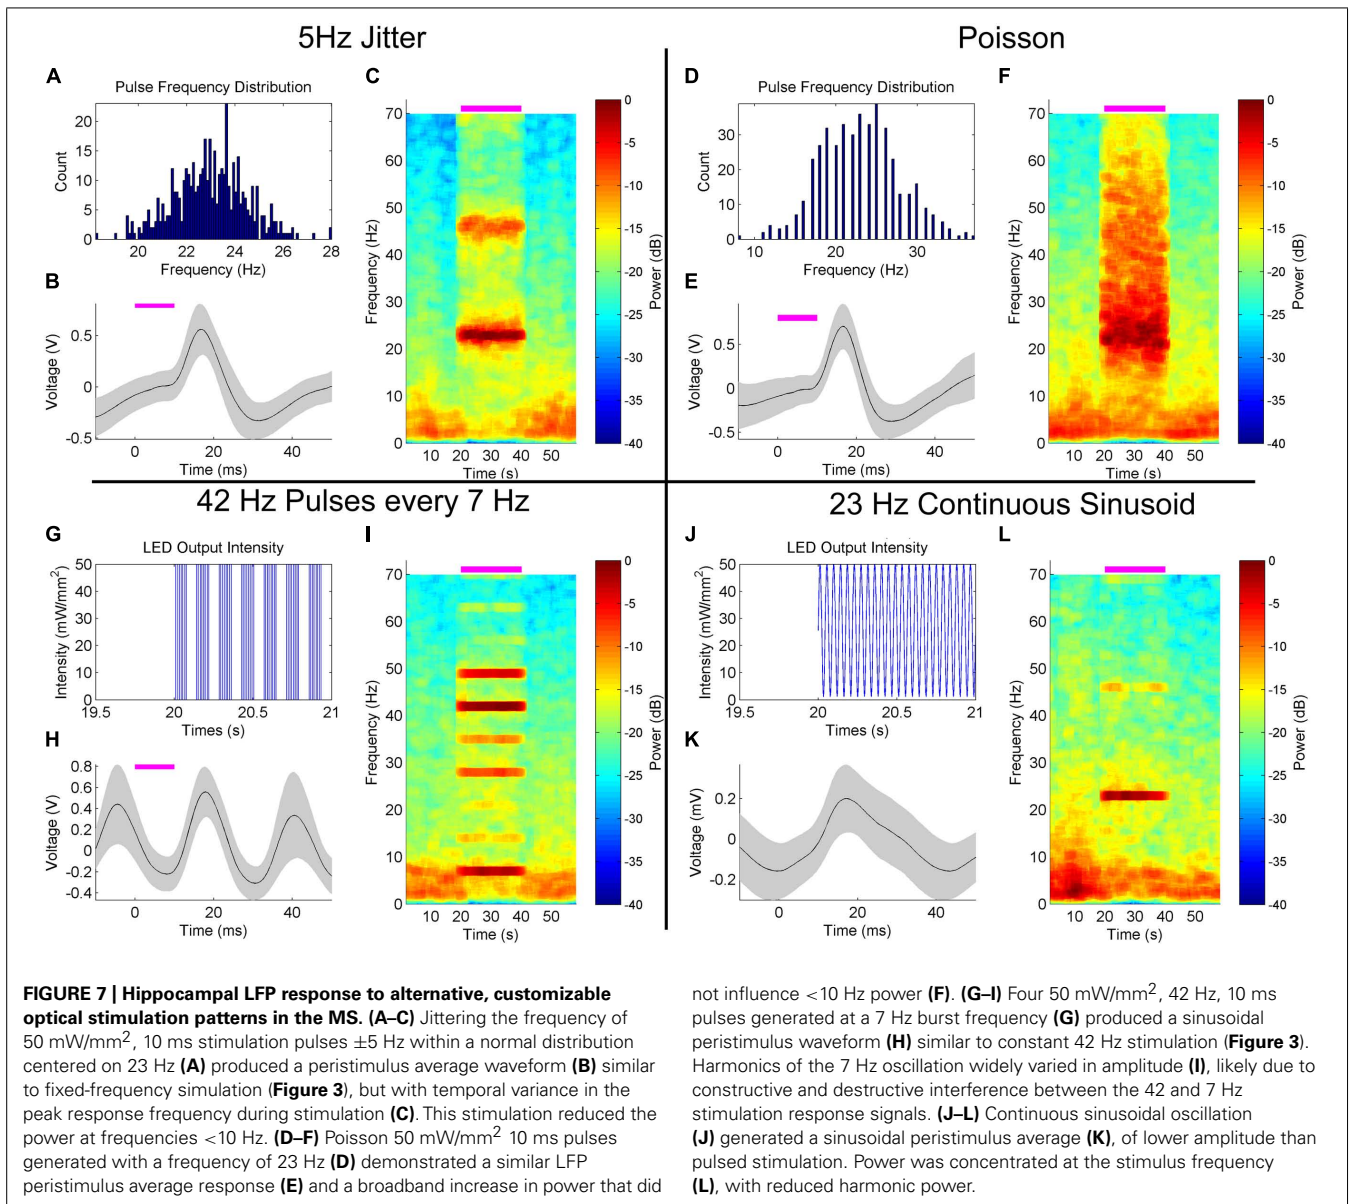 5Hz Jitter
Poisson
A
Pulse Frequency Distribution
Count
20
15
10
5
0
20
22
24
26
28
Frequency (Hz)
B
Voltage (V)
0.5
0
-0.5
0
20
40
Time (ms)
C
Frequency (Hz)
70
60
50
40
30
20
10
0
10 20 30 40 50
Time (s)
0
-5
-10
-15
-20
-25
-30
-35
-40
Power (dB)
D
Pulse Frequency Distribution
Count
30
20
10
0
10
20
30
Frequency (Hz)
E
Voltage (V)
0.5
0
-0.5
0
20
40
Time (ms)
F
Frequency (Hz)
70
60
50
40
30
20
10
0
10 20 30 40 50
Time (s)
0
-5
-10
-15
-20
-25
-30
-35
-40
Power (dB)
42 Hz Pulses every 7 Hz
23 Hz Continuous Sinusoid
G
LED Output Intensity
Intensity (mW/mm²)
50
40
30
20
10
0
19.5
20
20.5
21
Times (s)
H
Voltage (V)
0.8
0.6
0.4
0.2
0
-0.2
-0.4
0
20
40
Time (ms)
I
Frequency (Hz)
70
60
50
40
30
20
10
0
10 20 30 40 50
Time (s)
0
-5
-10
-15
-20
-25
-30
-35
-40
Power (dB)
J
LED Output Intensity
Intensity (mW/mm²)
50
40
30
20
10
0
19.5
20
20.5
21
Times (s)
K
Voltage (mV)
0.2
0
-0.2
0
20
40
Time (ms)
L
Frequency (Hz)
70
60
50
40
30
20
10
0
10 20 30 40 50
Time (s)
0
-5
-10
-15
-20
-25
-30
-35
-40
Power (dB)
FIGURE 7 | Hippocampal LFP response to alternative, customizable
optical stimulation patterns in the MS. (A–C) Jittering the frequency of
50 mW/mm², 10 ms stimulation pulses ±5 Hz within a normal distribution
centered on 23 Hz (A) produced a peristimulus average waveform (B) similar
to fixed-frequency simulation (Figure 3), but with temporal variance in the
peak response frequency during stimulation (C). This stimulation reduced the
power at frequencies <10 Hz. (D–F) Poisson 50 mW/mm² 10 ms pulses
generated with a frequency of 23 Hz (D) demonstrated a similar LFP
peristimulus average response (E) and a broadband increase in power that did
not influence <10 Hz power (F). (G–I) Four 50 mW/mm², 42 Hz, 10 ms
pulses generated at a 7 Hz burst frequency (G) produced a sinusoidal
peristimulus waveform (H) similar to constant 42 Hz stimulation (Figure 3).
Harmonics of the 7 Hz oscillation widely varied in amplitude (I), likely due to
constructive and destructive interference between the 42 and 7 Hz
stimulation response signals. (J–L) Continuous sinusoidal oscillation
(J) generated a sinusoidal peristimulus average (K), of lower amplitude than
pulsed stimulation. Power was concentrated at the stimulus frequency
(L), with reduced harmonic power.